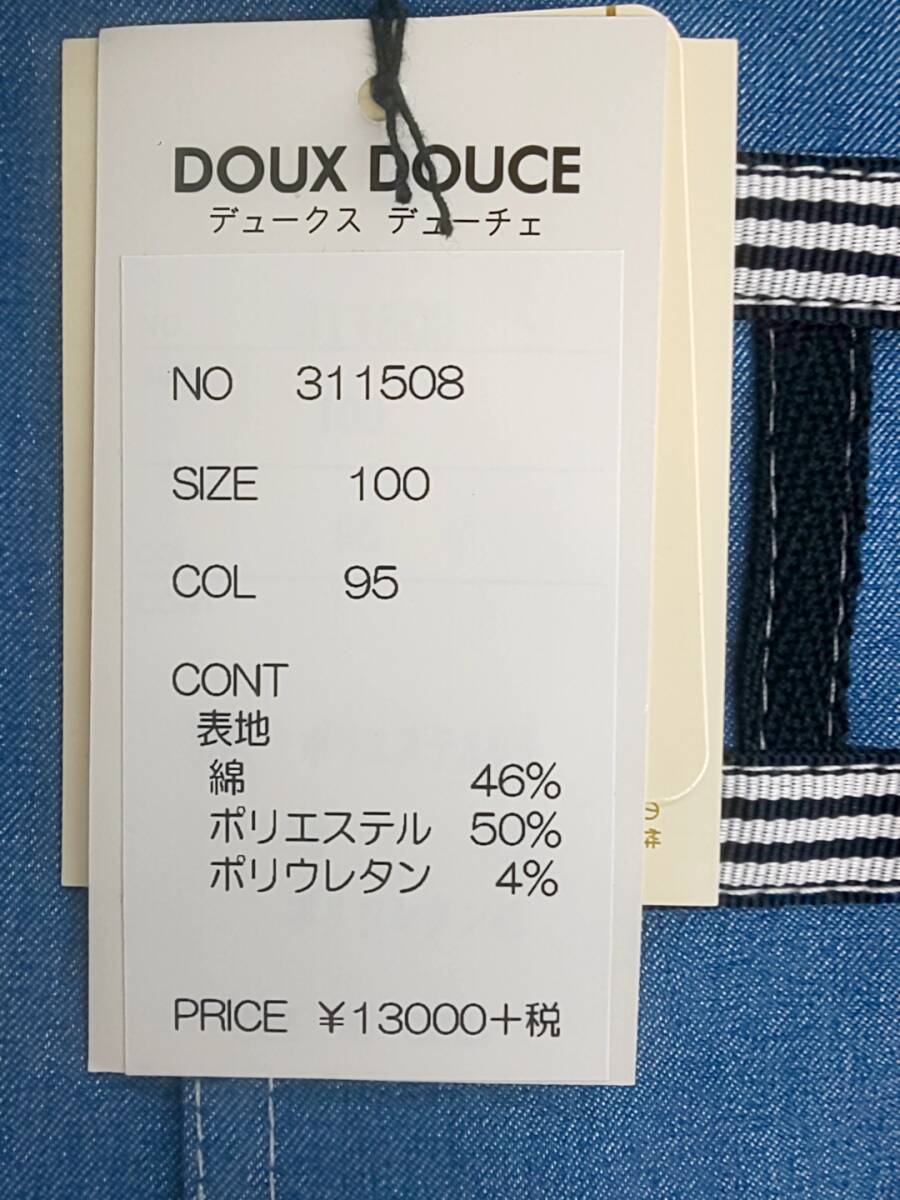 DOUX DOUCE
デュークス デューチェ
NO 311508
SIZE 100
COL 95
CONT
表地
綿 46%
ポリエステル 50%
ポリウレタン 4%
PRICE ¥13000+税